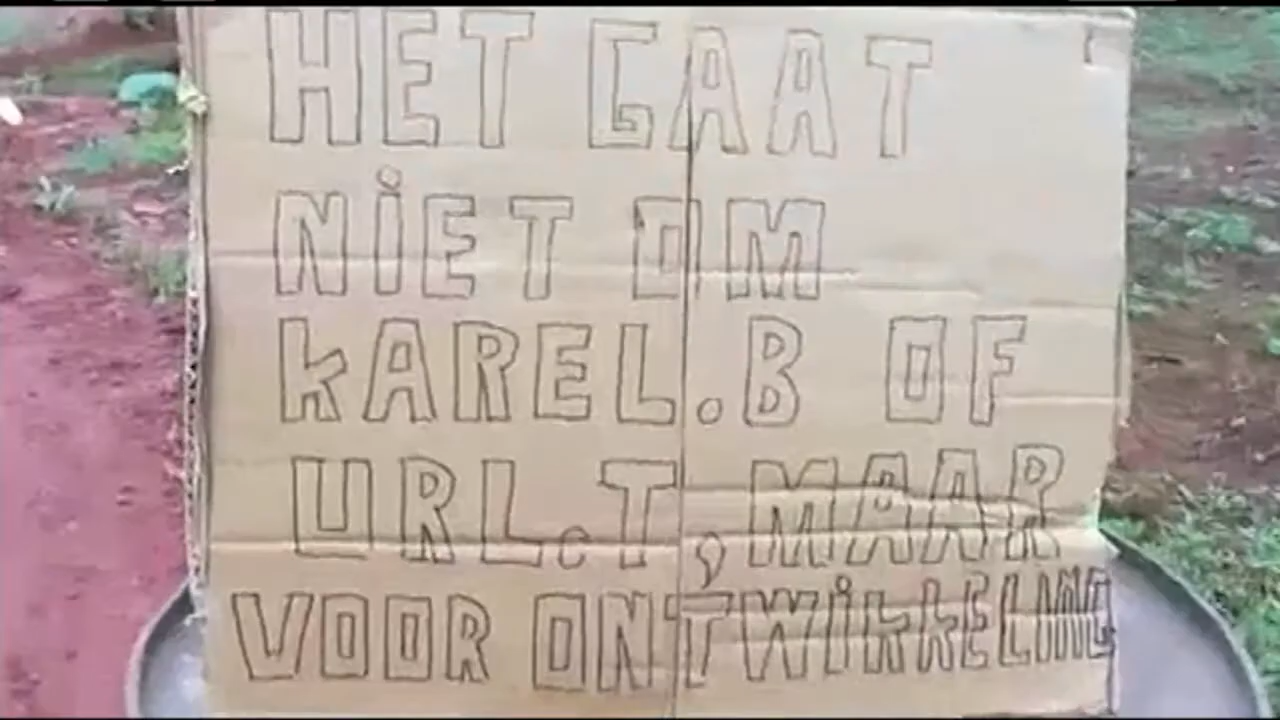 HET GAAT
NiET OM
KAREL.B OF
URL.T, MAAR
VOOR ONTWiKKELING